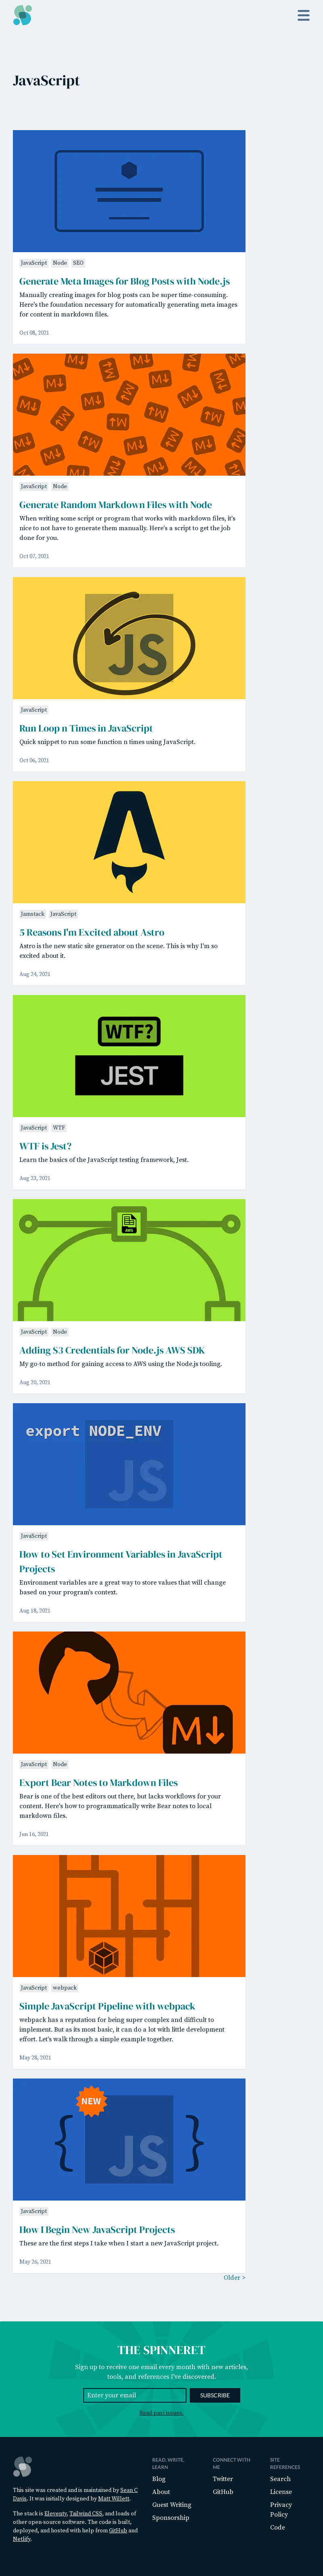 JavaScript
JavaScript Node SEO
Generate Meta Images for Blog Posts with Node.js
Manually creating images for blog posts can be super time-consuming.
Here's the foundation necessary for automatically generating meta images
for content in markdown files.
Oct 08, 2021
JavaScript Node
Generate Random Markdown Files with Node
When writing some script or program that works with markdown files, it's
nice to not have to generate them manually. Here's a script to get the job
done for you.
Oct 07, 2021
JS
JavaScript
Run Loop n Times in JavaScript
Quick snippet to run some function n times using JavaScript.
Oct 06, 2021
Jamstack JavaScript
5 Reasons I'm Excited about Astro
Astro is the new static site generator on the scene. This is why I'm so
excited about it.
Aug 24, 2021
WTF?
JEST
JavaScript WTF
WTF is Jest?
Learn the basics of the JavaScript testing framework, Jest.
Aug 23, 2021
JavaScript Node
Adding S3 Credentials for Node.js AWS SDK
My go-to method for gaining access to AWS using the Node.js tooling.
Aug 20, 2021
export NODE_ENV
JS
JavaScript
How to Set Environment Variables in JavaScript
Projects
Environment variables are a great way to store values that will change
based on your program's context.
Aug 18, 2021
M
JavaScript Node
Export Bear Notes to Markdown Files
Bear is one of the best editors out there, but lacks workflows for your
content. Here's how to programmatically write Bear notes to local
markdown files.
Jun 16, 2021
JavaScript webpack
Simple JavaScript Pipeline with webpack
webpack has a reputation for being super complex and difficult to
implement. But as its most basic, it can do a lot with little development
effort. Let's walk through a simple example together.
May 28, 2021
NEW
{ JS }
JavaScript
How I Begin New JavaScript Projects
These are the first steps I take when I start a new JavaScript project.
May 26, 2021
Older >
THE SPINNERET
Sign up to receive one email every month with new articles,
tools, and references I've discovered.
Enter your email SUBSCRIBE
Read past issues.
This site was created and is maintained by Sean C
Davis. It was initially designed by Matt Willett.
The stack is Eleventy, Tailwind CSS, and loads of
other open-source software. The code is built,
deployed, and hosted with help from GitHub and
Netlify.
READ, WRITE,
LEARN
Blog
About
Guest Writing
Sponsorship
CONNECT WITH
ME
Twitter
GitHub
SITE
REFERENCES
Search
License
Privacy
Policy
Code